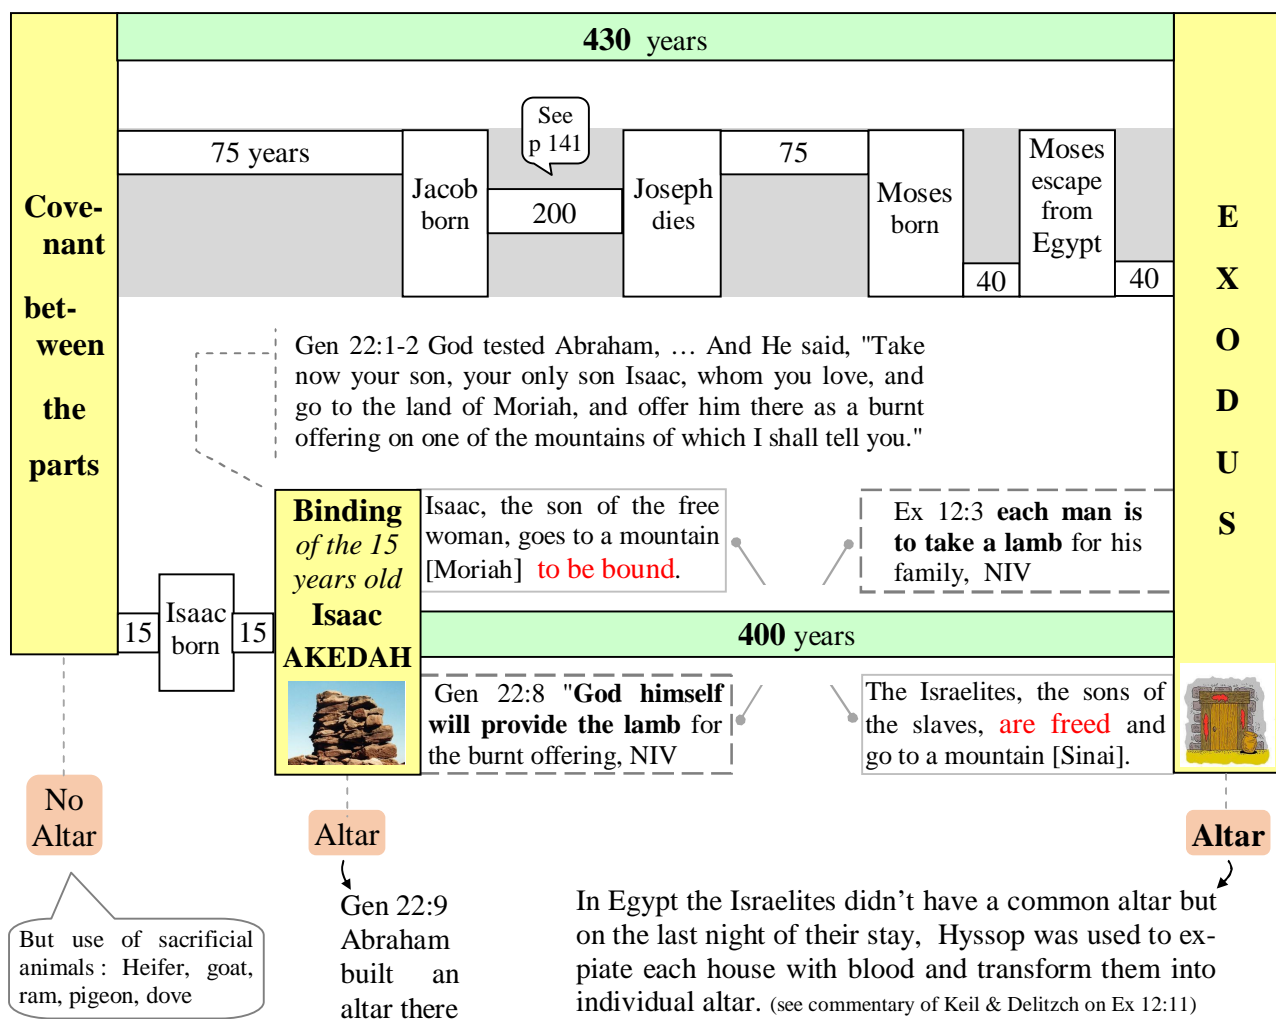 430 years
See
p 141
75 years
Jacob
born
200
Joseph
dies
75
Moses
born
40
Moses
escape
from
Egypt
40
Cove-
nant
bet-
ween
the
parts
E
X
O
D
U
S
Gen 22:1-2 God tested Abraham, … And He said, "Take
now your son, your only son Isaac, whom you love, and
go to the land of Moriah, and offer him there as a burnt
offering on one of the mountains of which I shall tell you."
15
Isaac
born
15
Binding
of the 15
years old
Isaac
AKEDAH
Isaac, the son of the free
woman, goes to a mountain
[Moriah] to be bound.
Ex 12:3 each man is
to take a lamb for his
family, NIV
400 years
Gen 22:8 "God himself
will provide the lamb for
the burnt offering, NIV
The Israelites, the sons of
the slaves, are freed and
go to a mountain [Sinai].
No
Altar
Altar
Altar
But use of sacrificial
animals : Heifer, goat,
ram, pigeon, dove
Gen 22:9
Abraham
built an
altar there
In Egypt the Israelites didn’t have a common altar but
on the last night of their stay, Hyssop was used to ex-
piate each house with blood and transform them into
individual altar. (see commentary of Keil & Delitzch on Ex 12:11)